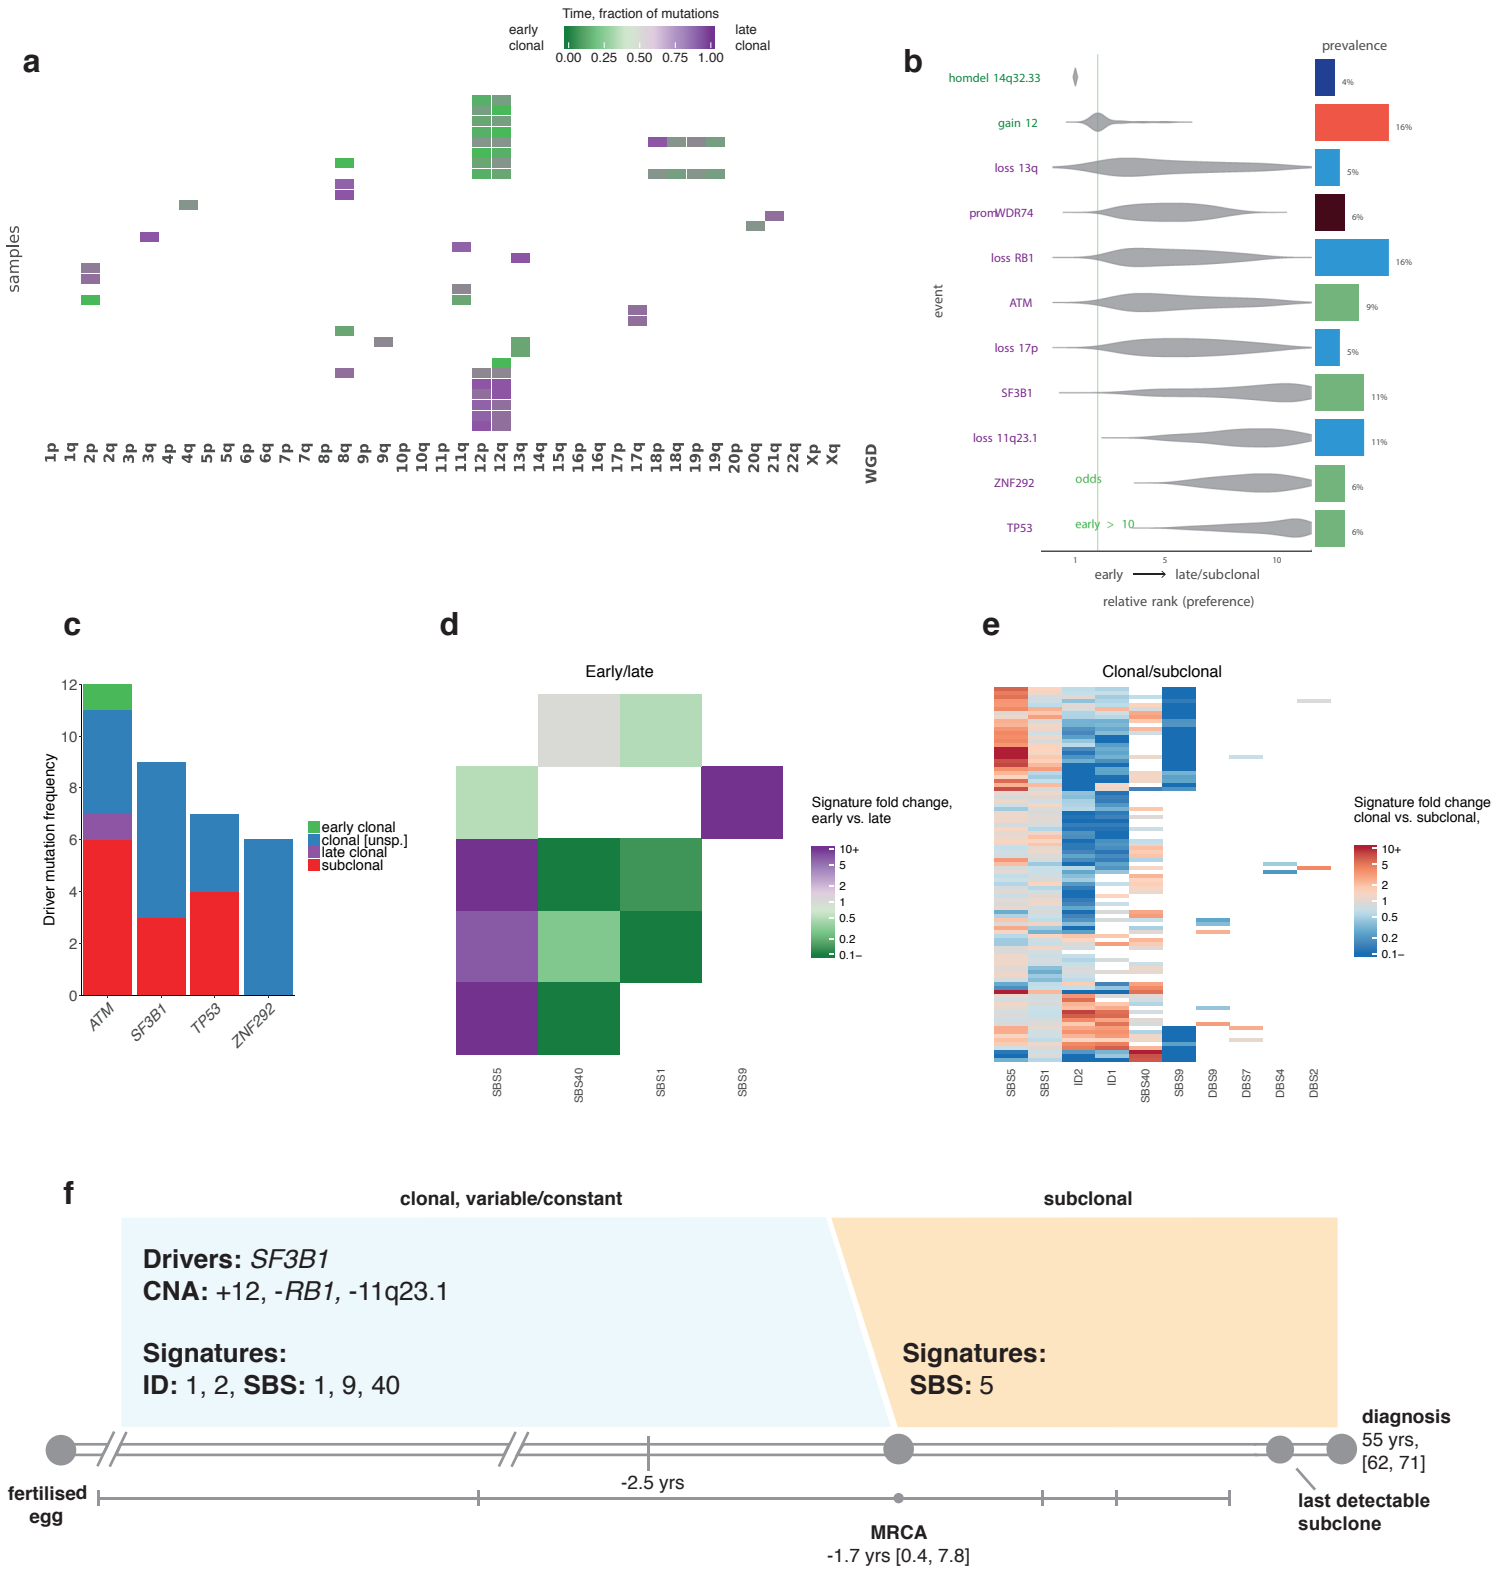 a
Time, fraction of mutations
early clonal
late clonal
0.00 0.25 0.50 0.75 1.00
samples
1p 1q 2p 2q 3p 3q 4p 4q 5p 5q 6p 6q 7p 7q 8p 8q 9p 9q 10p 10q 11p 11q 12p 12q 13q 14q 15q 16p 16q 17p 17q 18p 18q 19p 19q 20p 20q 21q 22q Xp Xq WGD
b
prevalence
event
homdel 14q32.33 4%
gain 12 16%
loss 13q 5%
promWDR74 6%
loss RB1 16%
ATM 9%
loss 17p 5%
SF3B1 11%
loss 11q23.1 11%
ZNF292 odds 6%
TP53 early > 10 6%
1 5 10
early → late/subclonal
relative rank (preference)
c
Driver mutation frequency
12
10
8
6
4
2
0
ATM SF3B1 TP53 ZNF292
early clonal
clonal [unsp.]
late clonal
subclonal
d
Early/late
SBS5 SBS40 SBS1 SBS9
Signature fold change,
early vs. late
10+
5
2
1
0.5
0.2
0.1−
e
Clonal/subclonal
SBS5 SBS1 ID2 ID1 SBS40 SBS9 DBS9 DBS7 DBS4 DBS2
Signature fold change
clonal vs. subclonal,
10+
5
2
1
0.5
0.2
0.1−
f
clonal, variable/constant
subclonal
Drivers: SF3B1
CNA: +12, -RB1, -11q23.1
Signatures:
ID: 1, 2, SBS: 1, 9, 40
Signatures:
SBS: 5
fertilised
egg
-2.5 yrs
MRCA
-1.7 yrs [0.4, 7.8]
diagnosis
55 yrs,
[62, 71]
last detectable
subclone